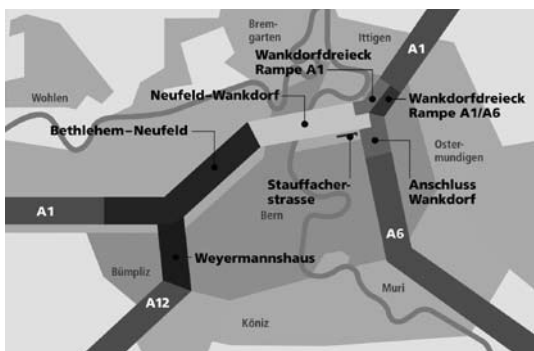 Brem-
garten
Ittigen
A1
Wankdorfdreieck
Rampe A1
Wohlen
Neufeld–Wankdorf
Wankdorfdreieck
Rampe A1/A6
Bethlehem–Neufeld
Oster-
mundigen
Stauffacher-
strasse
Anschluss
Wankdorf
A1
Bern
A6
Weyermannshaus
Bümpliz
Muri
A12
Köniz